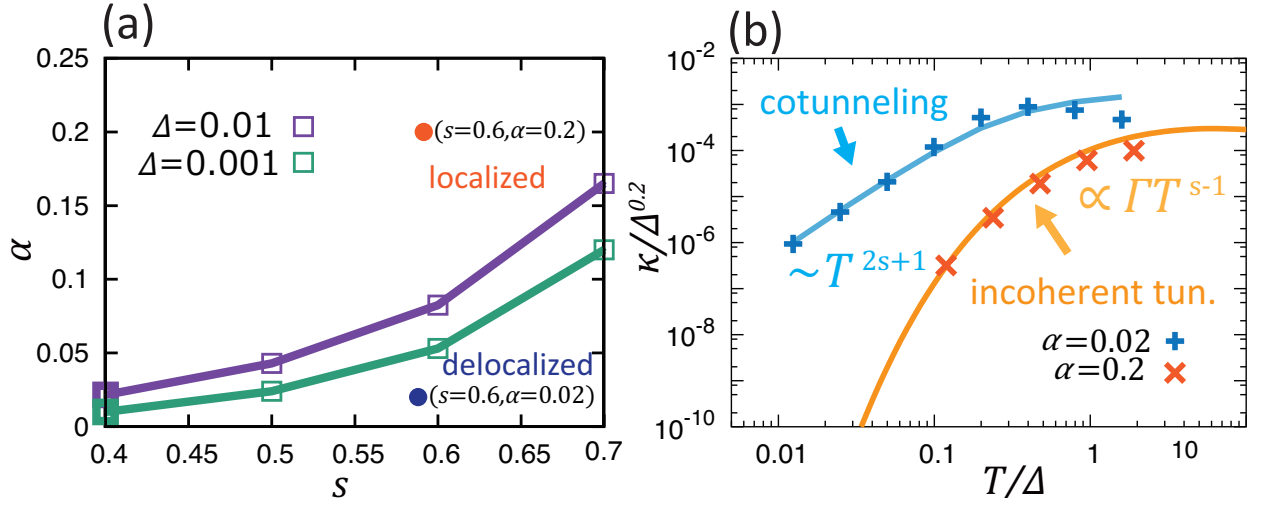 (a)
0.25
0.2
0.15
0.1
0.05
0
α
Δ=0.01
Δ=0.001
(s=0.6,α=0.2)
localized
delocalized
(s=0.6,α=0.02)
0.4 0.45 0.5 0.55 0.6 0.65 0.7
s
(b)
10⁻²
10⁻⁴
10⁻⁶
10⁻⁸
10⁻¹⁰
κ/Δ⁰·²
cotunneling
∝ ΓT ˢ⁻¹
~T ²ˢ⁺¹
incoherent tun.
α=0.02
α=0.2
0.01 0.1 1 10
T/Δ